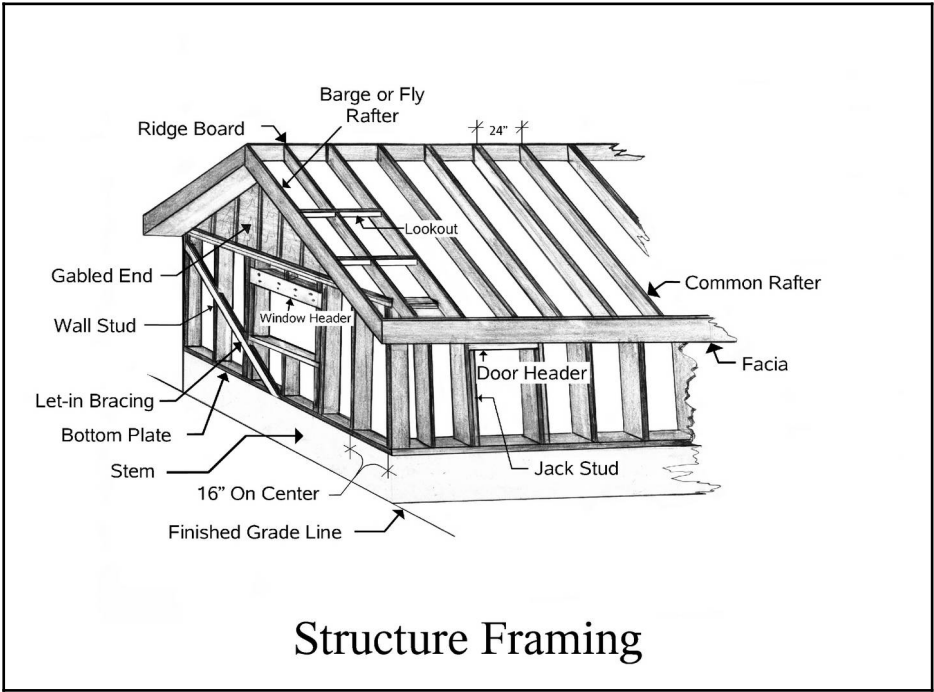 Barge or Fly
Rafter
Ridge Board
24"
Lookout
Gabled End
Common Rafter
Window Header
Wall Stud
Facia
Door Header
Let-in Bracing
Bottom Plate
Stem
Jack Stud
16” On Center
Finished Grade Line
Structure Framing